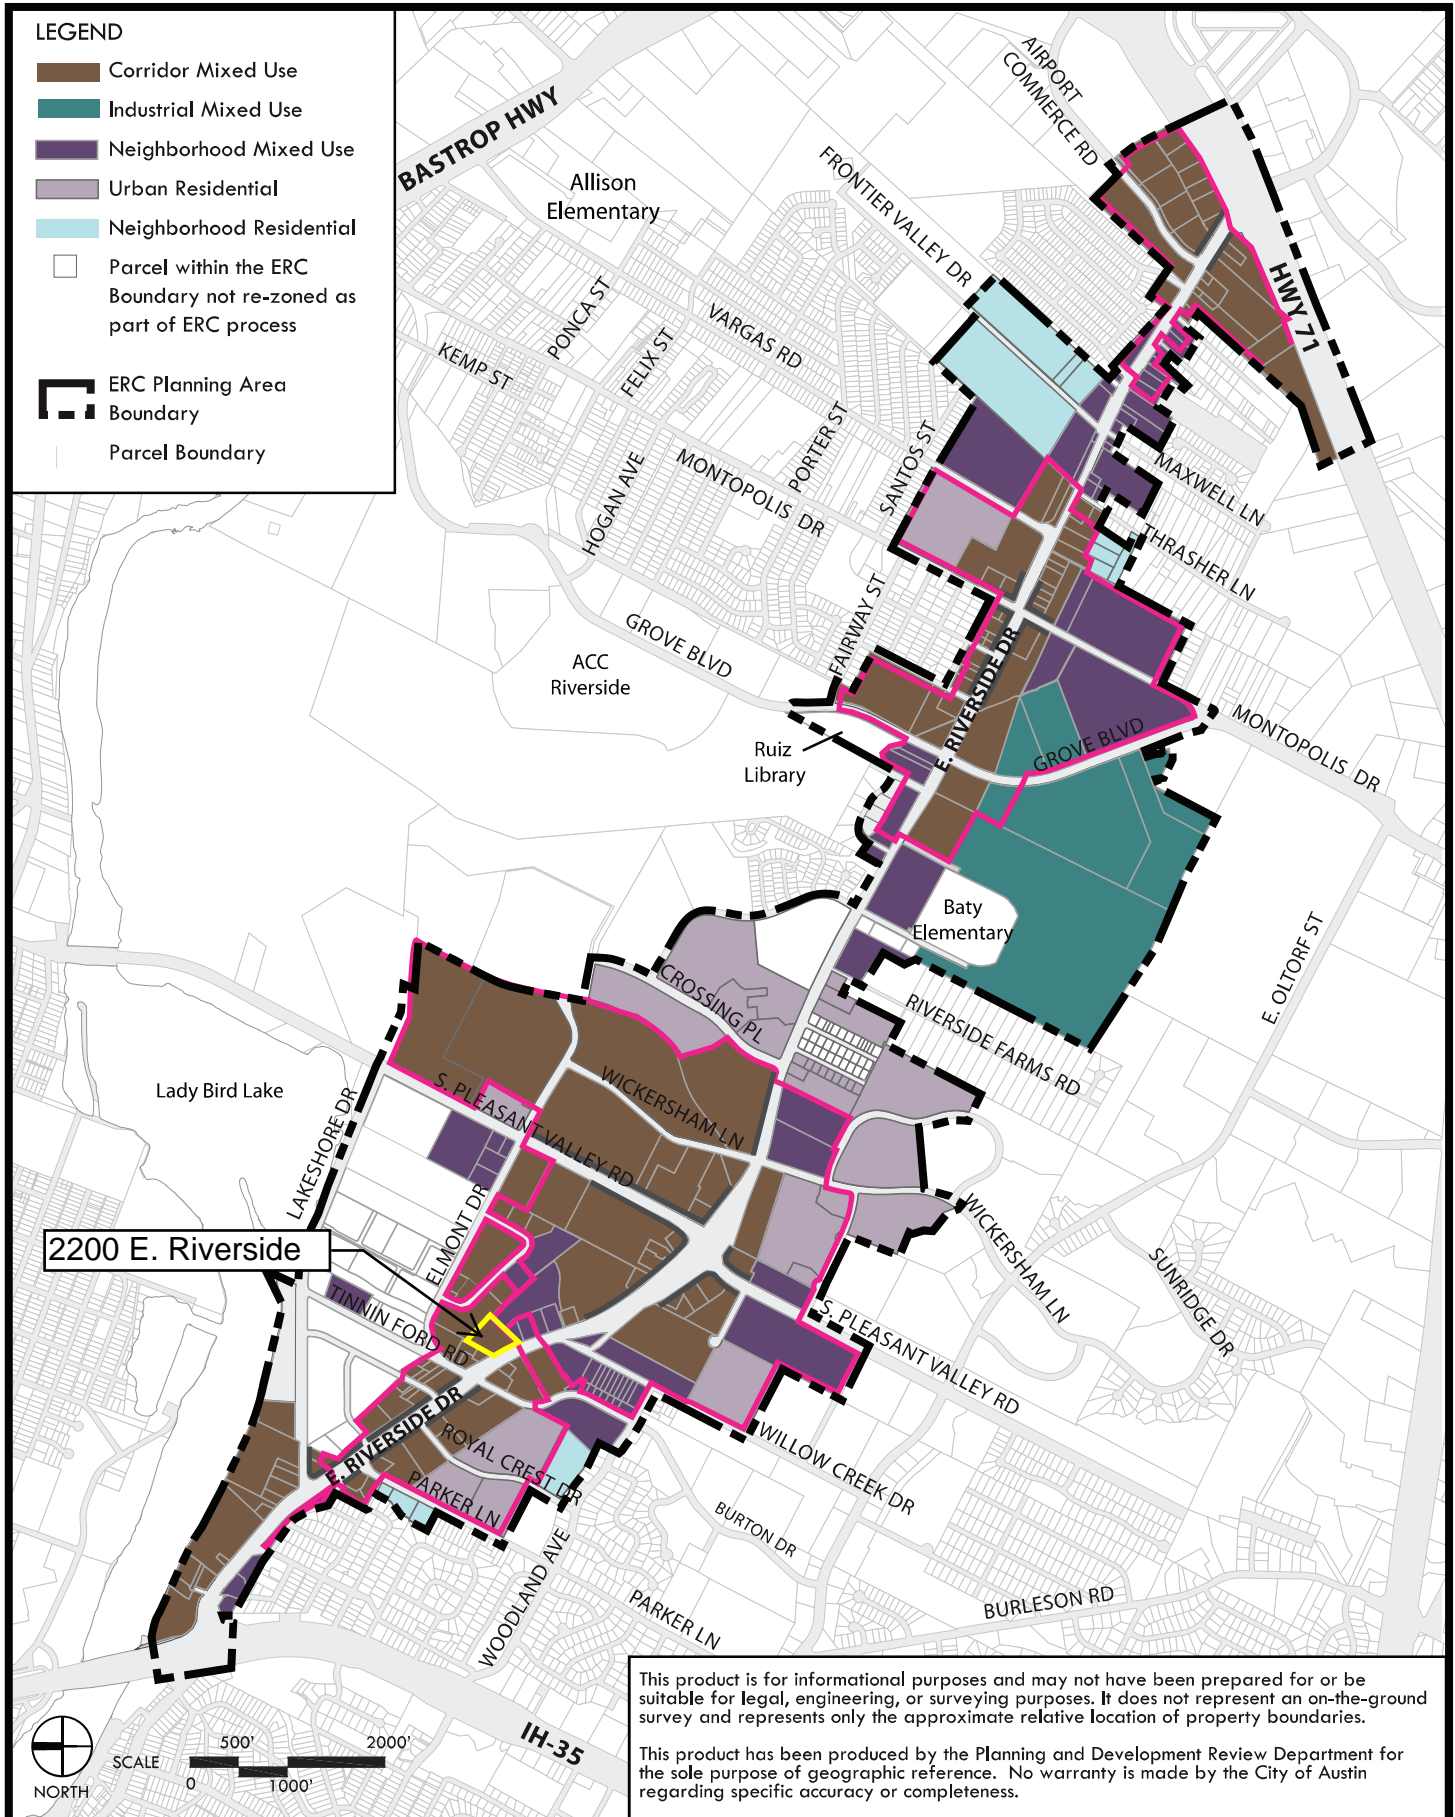 LEGEND
Corridor Mixed Use
Industrial Mixed Use
Neighborhood Mixed Use
Urban Residential
Neighborhood Residential
Parcel within the ERC
Boundary not re-zoned as
part of ERC process
ERC Planning Area
Boundary
Parcel Boundary
BASTROP HWY
AIRPORT
COMMERCE RD
HWY 71
Allison
Elementary
FRONTIER VALLEY DR
PONCA ST
VARGAS RD
FELIX ST
KEMP ST
PORTER ST
SANTOS ST
MONTOPOLIS DR
HOGAN AVE
MAXWELL LN
THRASHER LN
FAIRWAY ST
GROVE BLVD
ACC
Riverside
E. RIVERSIDE DR
Ruiz
Library
GROVE BLVD
MONTOPOLIS DR
Baty
Elementary
E. OLTORF ST
CROSSING PL
RIVERSIDE FARMS RD
Lady Bird Lake
LAKESHORE DR
S. PLEASANT VALLEY RD
WICKERSHAM LN
ELMONT DR
WICKERSHAM LN
SUNRIDGE DR
2200 E. Riverside
TINNIN FORD RD
S. PLEASANT VALLEY RD
E. RIVERSIDE DR
ROYAL CREST DR
PARKER LN
WILLOW CREEK DR
BURTON DR
WOODLAND AVE
PARKER LN
BURLESON RD
IH-35
NORTH
SCALE
500'
2000'
0
1000'
This product is for informational purposes and may not have been prepared for or be
suitable for legal, engineering, or surveying purposes. It does not represent an on-the-ground
survey and represents only the approximate relative location of property boundaries.
This product has been produced by the Planning and Development Review Department for
the sole purpose of geographic reference. No warranty is made by the City of Austin
regarding specific accuracy or completeness.